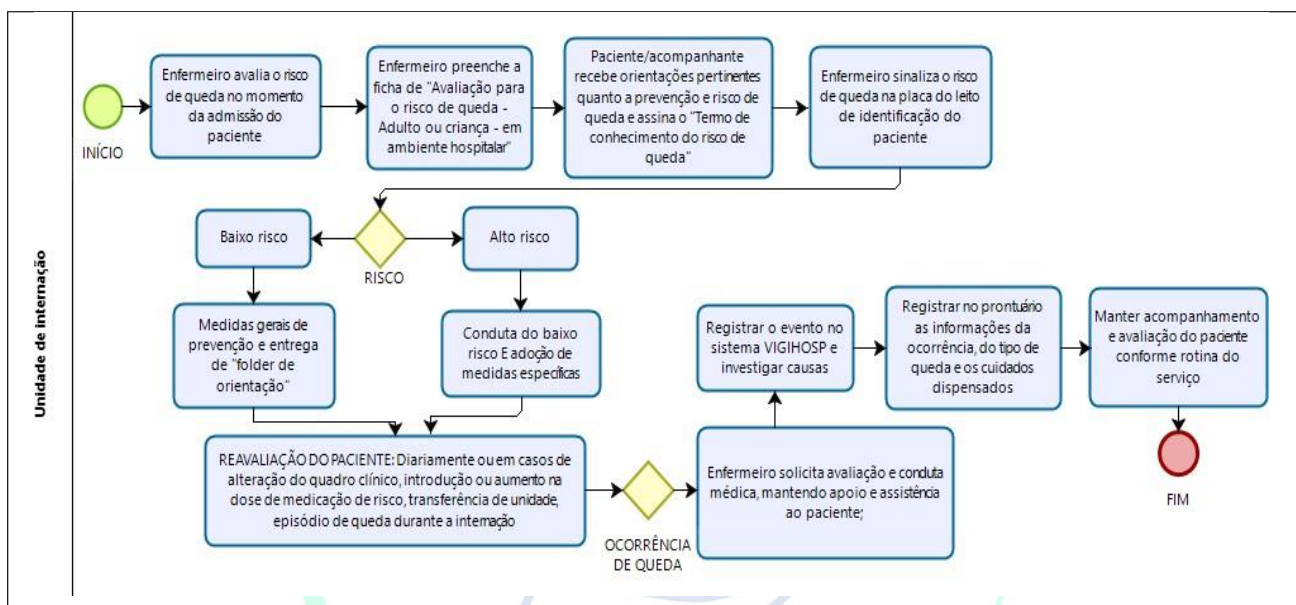 Unidade de internação
INÍCIO
Enfermeiro avalia o risco
de queda no momento
da admissão do
paciente
Enfermeiro preenche a
ficha de "Avaliação para
o risco de queda -
Adulto ou criança - em
ambiente hospitalar"
Paciente/acompanhante
recebe orientações pertinentes
quanto a prevenção e risco de
queda e assina o "Termo de
conhecimento do risco de
queda"
Enfermeiro sinaliza o risco
de queda na placa do leito
de identificação do
paciente
Baixo risco
RISCO
Alto risco
Medidas gerais de
prevenção e entrega
de "folder de
orientação"
Conduta do baixo
risco E adoção de
medidas específicas
REAVALIAÇÃO DO PACIENTE: Diariamente ou em casos de
alteração do quadro clínico, introdução ou aumento na
dose de medicação de risco, transferência de unidade,
episódio de queda durante a internação
OCORRÊNCIA
DE QUEDA
Enfermeiro solicita avaliação e conduta
médica, mantendo apoio e assistência
ao paciente;
Registrar o evento no
sistema VIGIHOSP e
investigar causas
Registrar no prontuário
as informações da
ocorrência, do tipo de
queda e os cuidados
dispensados
Manter acompanhamento
e avaliação do paciente
conforme rotina do
serviço
FIM